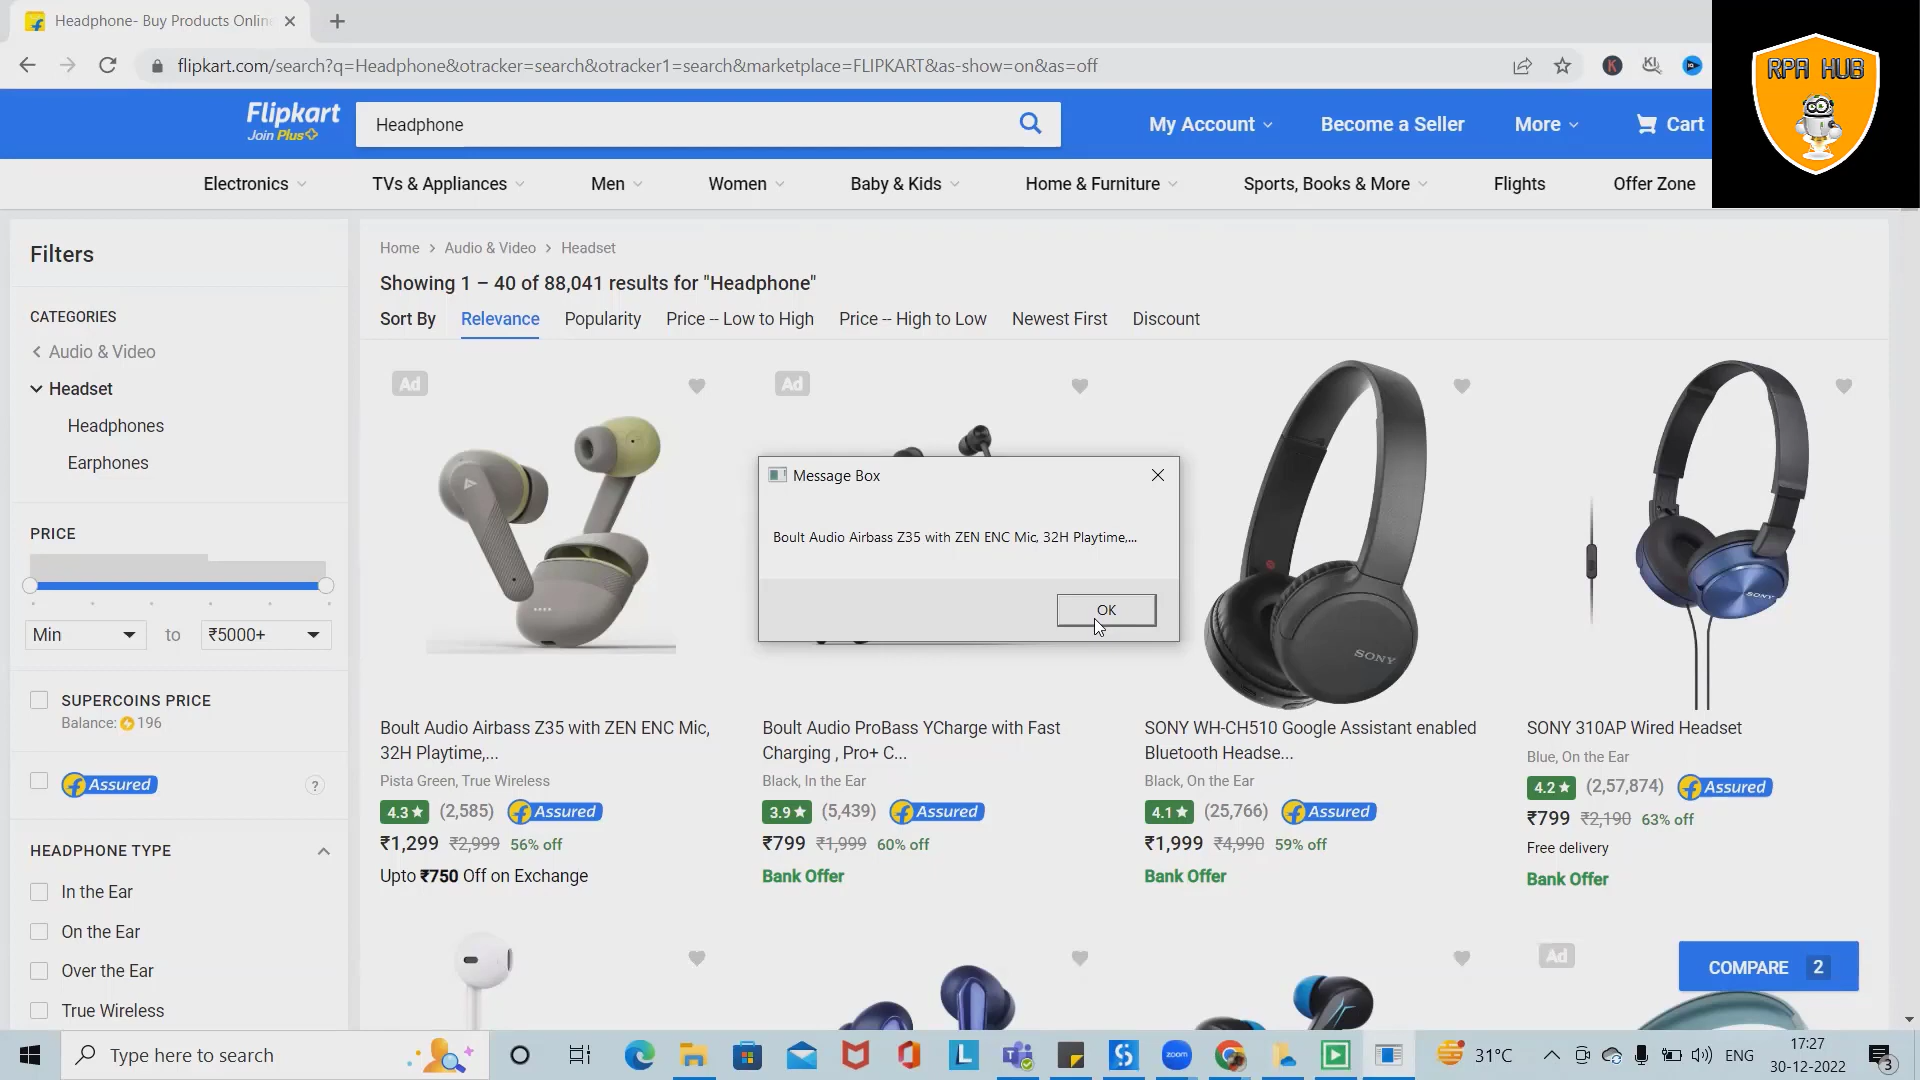 Headphone- Buy Products Onlin
flipkart.com/search?q=Headphone&otracker=search&otracker1=search&marketplace=FLIPKART&as-show=on&as=off
RPA HUB
Flipkart
Join Plus
Headphone
My Account
Become a Seller
More
Cart
Electronics
TVs & Appliances
Men
Women
Baby & Kids
Home & Furniture
Sports, Books & More
Flights
Offer Zone
Filters
CATEGORIES
Audio & Video
Headset
Headphones
Earphones
PRICE
Min
to
₹5000+
SUPERCOINS PRICE
Balance: 196
Assured
?
HEADPHONE TYPE
In the Ear
On the Ear
Over the Ear
True Wireless
Home > Audio & Video > Headset
Showing 1 – 40 of 88,041 results for "Headphone"
Sort By Relevance Popularity Price -- Low to High Price -- High to Low Newest First Discount
Ad
Ad
SONY
SONY
Message Box
Boult Audio Airbass Z35 with ZEN ENC Mic, 32H Playtime,...
OK
Boult Audio Airbass Z35 with ZEN ENC Mic,
32H Playtime,...
Pista Green, True Wireless
4.3★ (2,585) Assured
₹1,299 ₹2,999 56% off
Upto ₹750 Off on Exchange
Boult Audio ProBass YCharge with Fast
Charging , Pro+ C...
Black, In the Ear
3.9★ (5,439) Assured
₹799 ₹1,999 60% off
Bank Offer
SONY WH-CH510 Google Assistant enabled
Bluetooth Headse...
Black, On the Ear
4.1★ (25,766) Assured
₹1,999 ₹4,990 59% off
Bank Offer
SONY 310AP Wired Headset
Blue, On the Ear
4.2★ (2,57,874) Assured
₹799 ₹2,190 63% off
Free delivery
Bank Offer
Ad
COMPARE 2
Type here to search
L
zoom
31°C
ENG
17:27
30-12-2022
3